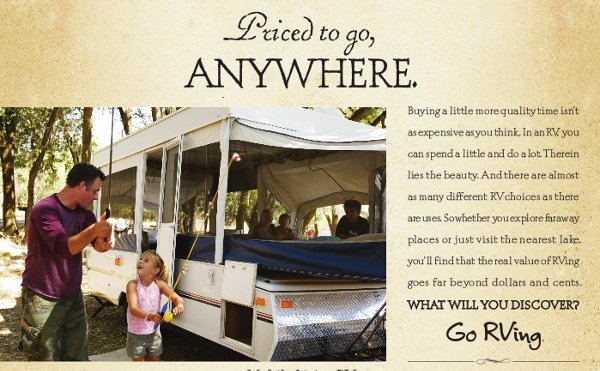 Priced to go,
ANYWHERE.
Buying a little more quality time isn't
as expensive as you think. In an RV, you
can spend a little and do a lot. Therein
lies the beauty. And there are almost
as many different RV choices as there
are uses. So whether you explore faraway
places or just visit the nearest lake,
you'll find that the real value of RVing
goes far beyond dollars and cents.
WHAT WILL YOU DISCOVER?
Go RVing